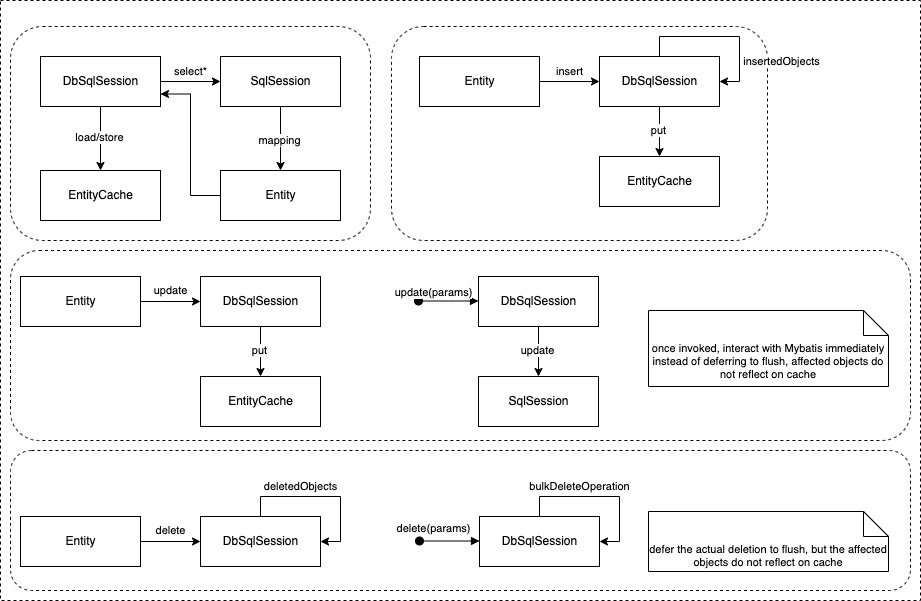 DbSqlSession
select*
SqlSession
load/store
mapping
EntityCache
Entity
Entity
insert
DbSqlSession
insertedObjects
put
EntityCache
Entity
update
DbSqlSession
put
EntityCache
update(params)
DbSqlSession
update
SqlSession
once invoked, interact with Mybatis immediately
instead of deferring to flush, affected objects do
not reflect on cache
deletedObjects
Entity
delete
DbSqlSession
bulkDeleteOperation
delete(params)
DbSqlSession
defer the actual deletion to flush, but the affected
objects do not reflect on cache